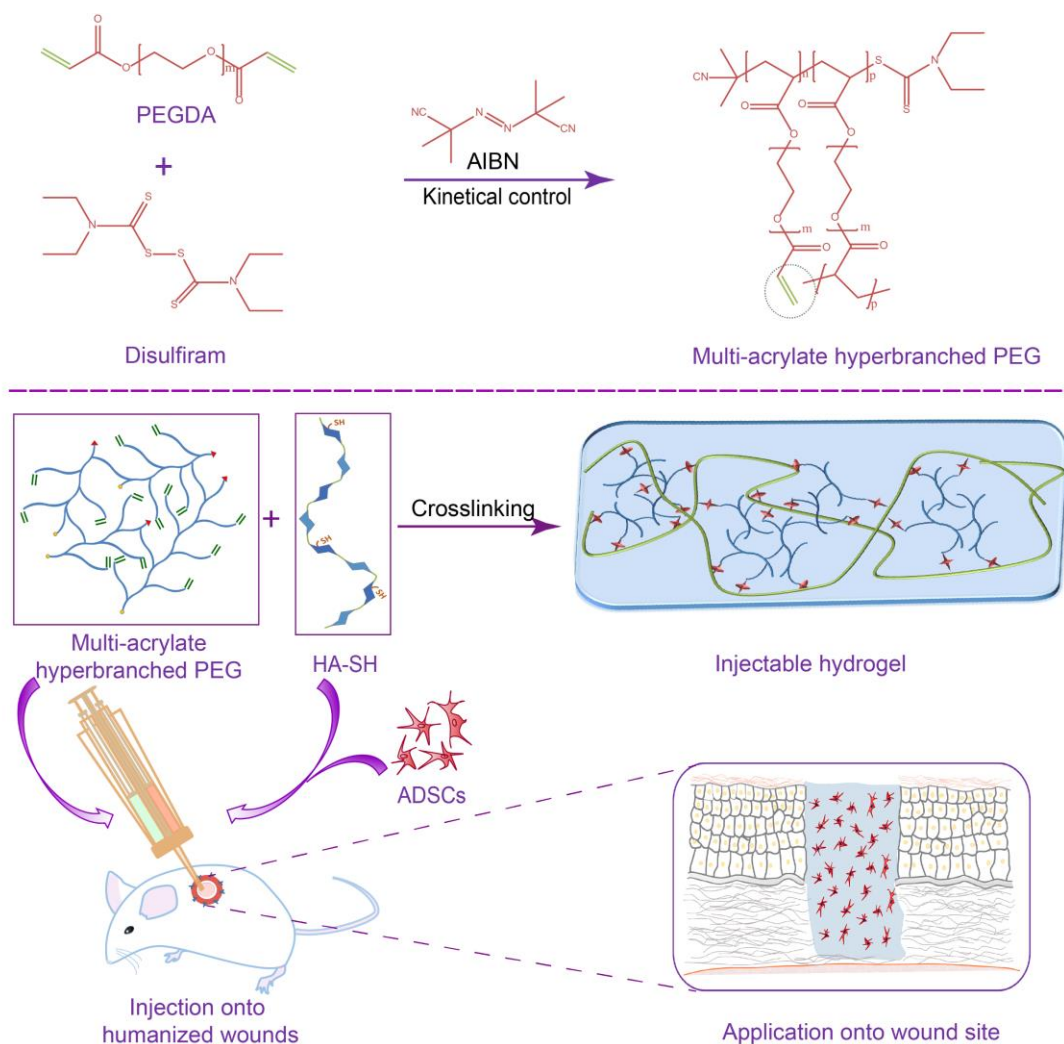 O
O
O
m
O
PEGDA
+
S
N
S
S
N
S
Disulfiram
CN
N
N
CN
AIBN
Kinetical control
CN
n
p
S
N
O
O
S
O
O
O
m
O
m
O
O
p
Multi-acrylate hyperbranched PEG
SH
SH
SH
+
Crosslinking
Multi-acrylate
hyperbranched PEG
HA-SH
Injectable hydrogel
ADSCs
Injection onto
humanized wounds
Application onto wound site